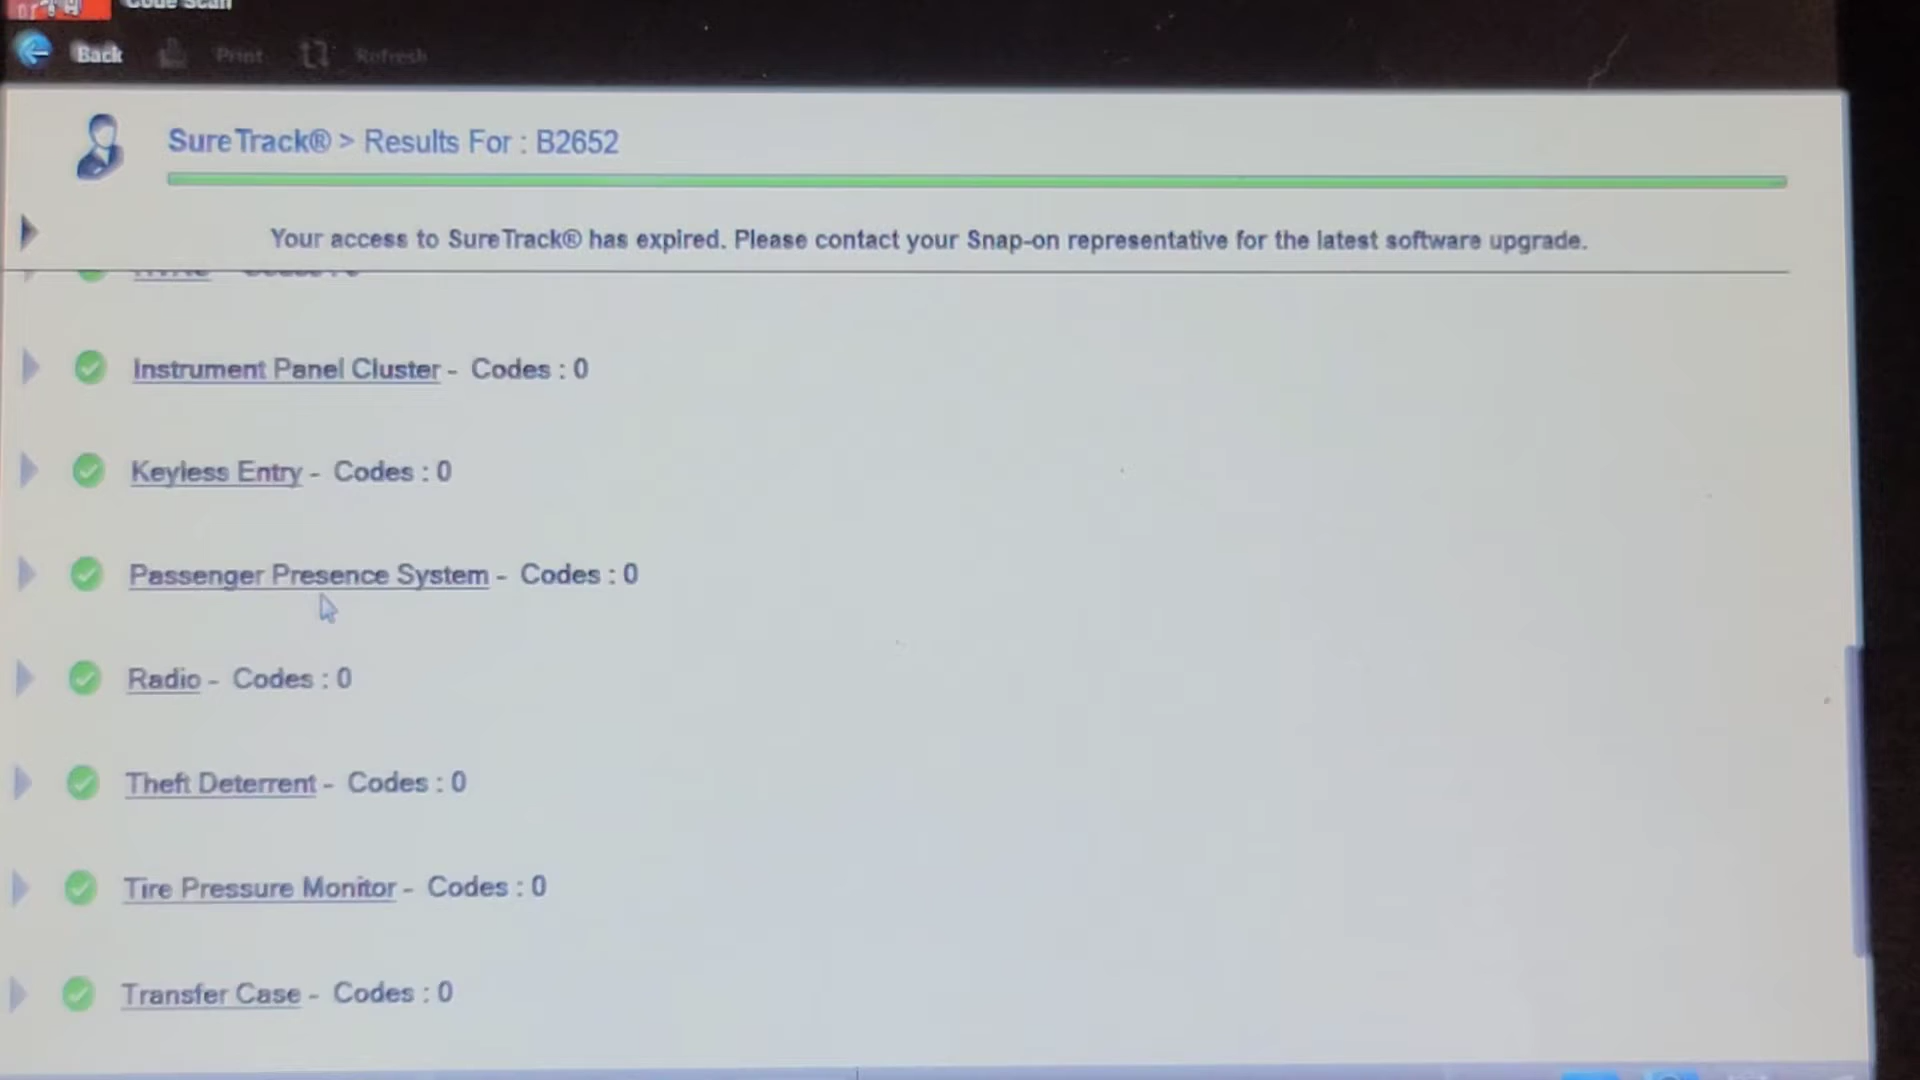 Code Scan
Back Print Refresh
SureTrack® > Results For : B2652
Your access to SureTrack® has expired. Please contact your Snap-on representative for the latest software upgrade.
Instrument Panel Cluster - Codes : 0
Keyless Entry - Codes : 0
Passenger Presence System - Codes : 0
Radio - Codes : 0
Theft Deterrent - Codes : 0
Tire Pressure Monitor - Codes : 0
Transfer Case - Codes : 0